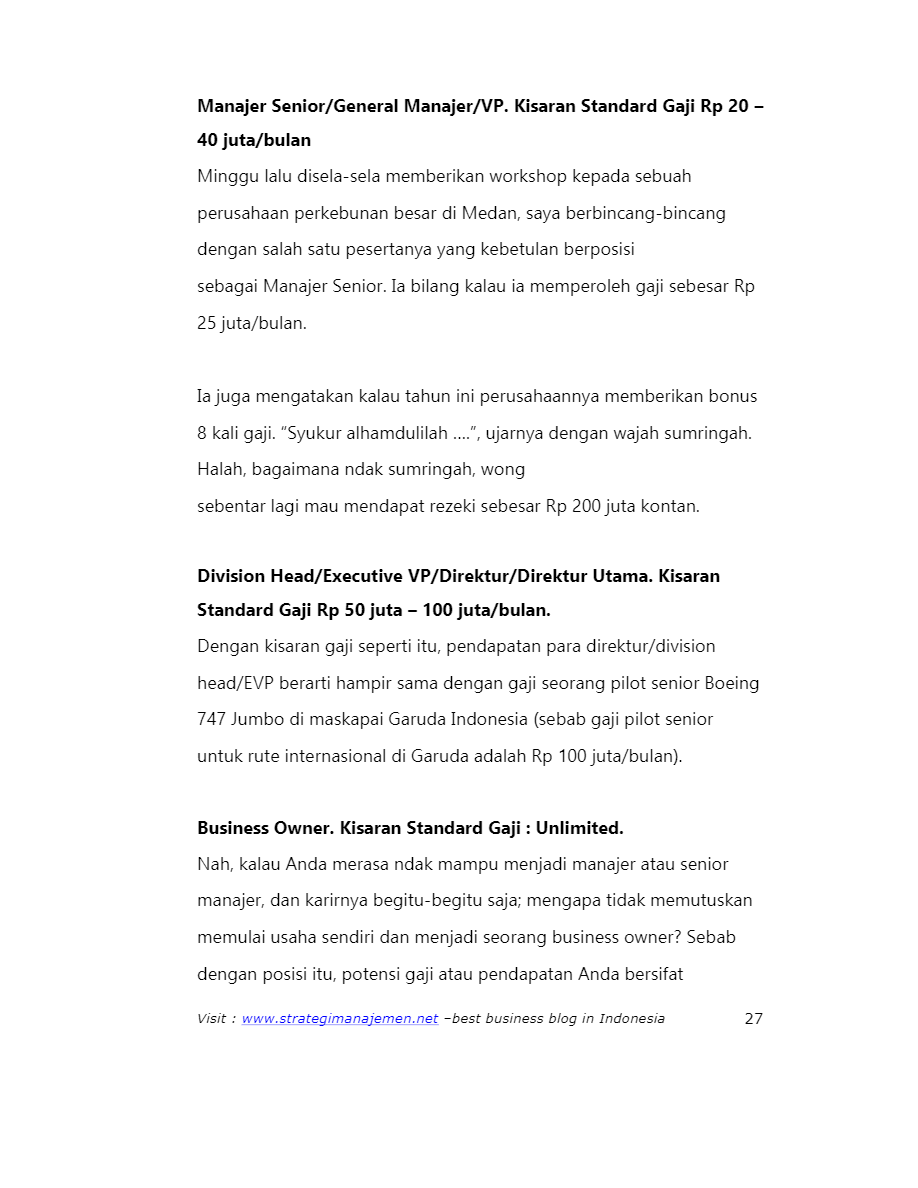 Manajer Senior/General Manajer/VP. Kisaran Standard Gaji Rp 20 –
40 juta/bulan
Minggu lalu disela-sela memberikan workshop kepada sebuah
perusahaan perkebunan besar di Medan, saya berbincang-bincang
dengan salah satu pesertanya yang kebetulan berposisi
sebagai Manajer Senior. Ia bilang kalau ia memperoleh gaji sebesar Rp
25 juta/bulan.
Ia juga mengatakan kalau tahun ini perusahaannya memberikan bonus
8 kali gaji. “Syukur alhamdulilah ....”, ujarnya dengan wajah sumringah.
Halah, bagaimana ndak sumringah, wong
sebentar lagi mau mendapat rezeki sebesar Rp 200 juta kontan.
Division Head/Executive VP/Direktur/Direktur Utama. Kisaran
Standard Gaji Rp 50 juta – 100 juta/bulan.
Dengan kisaran gaji seperti itu, pendapatan para direktur/division
head/EVP berarti hampir sama dengan gaji seorang pilot senior Boeing
747 Jumbo di maskapai Garuda Indonesia (sebab gaji pilot senior
untuk rute internasional di Garuda adalah Rp 100 juta/bulan).
Business Owner. Kisaran Standard Gaji : Unlimited.
Nah, kalau Anda merasa ndak mampu menjadi manajer atau senior
manajer, dan karirnya begitu-begitu saja; mengapa tidak memutuskan
memulai usaha sendiri dan menjadi seorang business owner? Sebab
dengan posisi itu, potensi gaji atau pendapatan Anda bersifat
Visit : www.strategimanajemen.net –best business blog in Indonesia 27